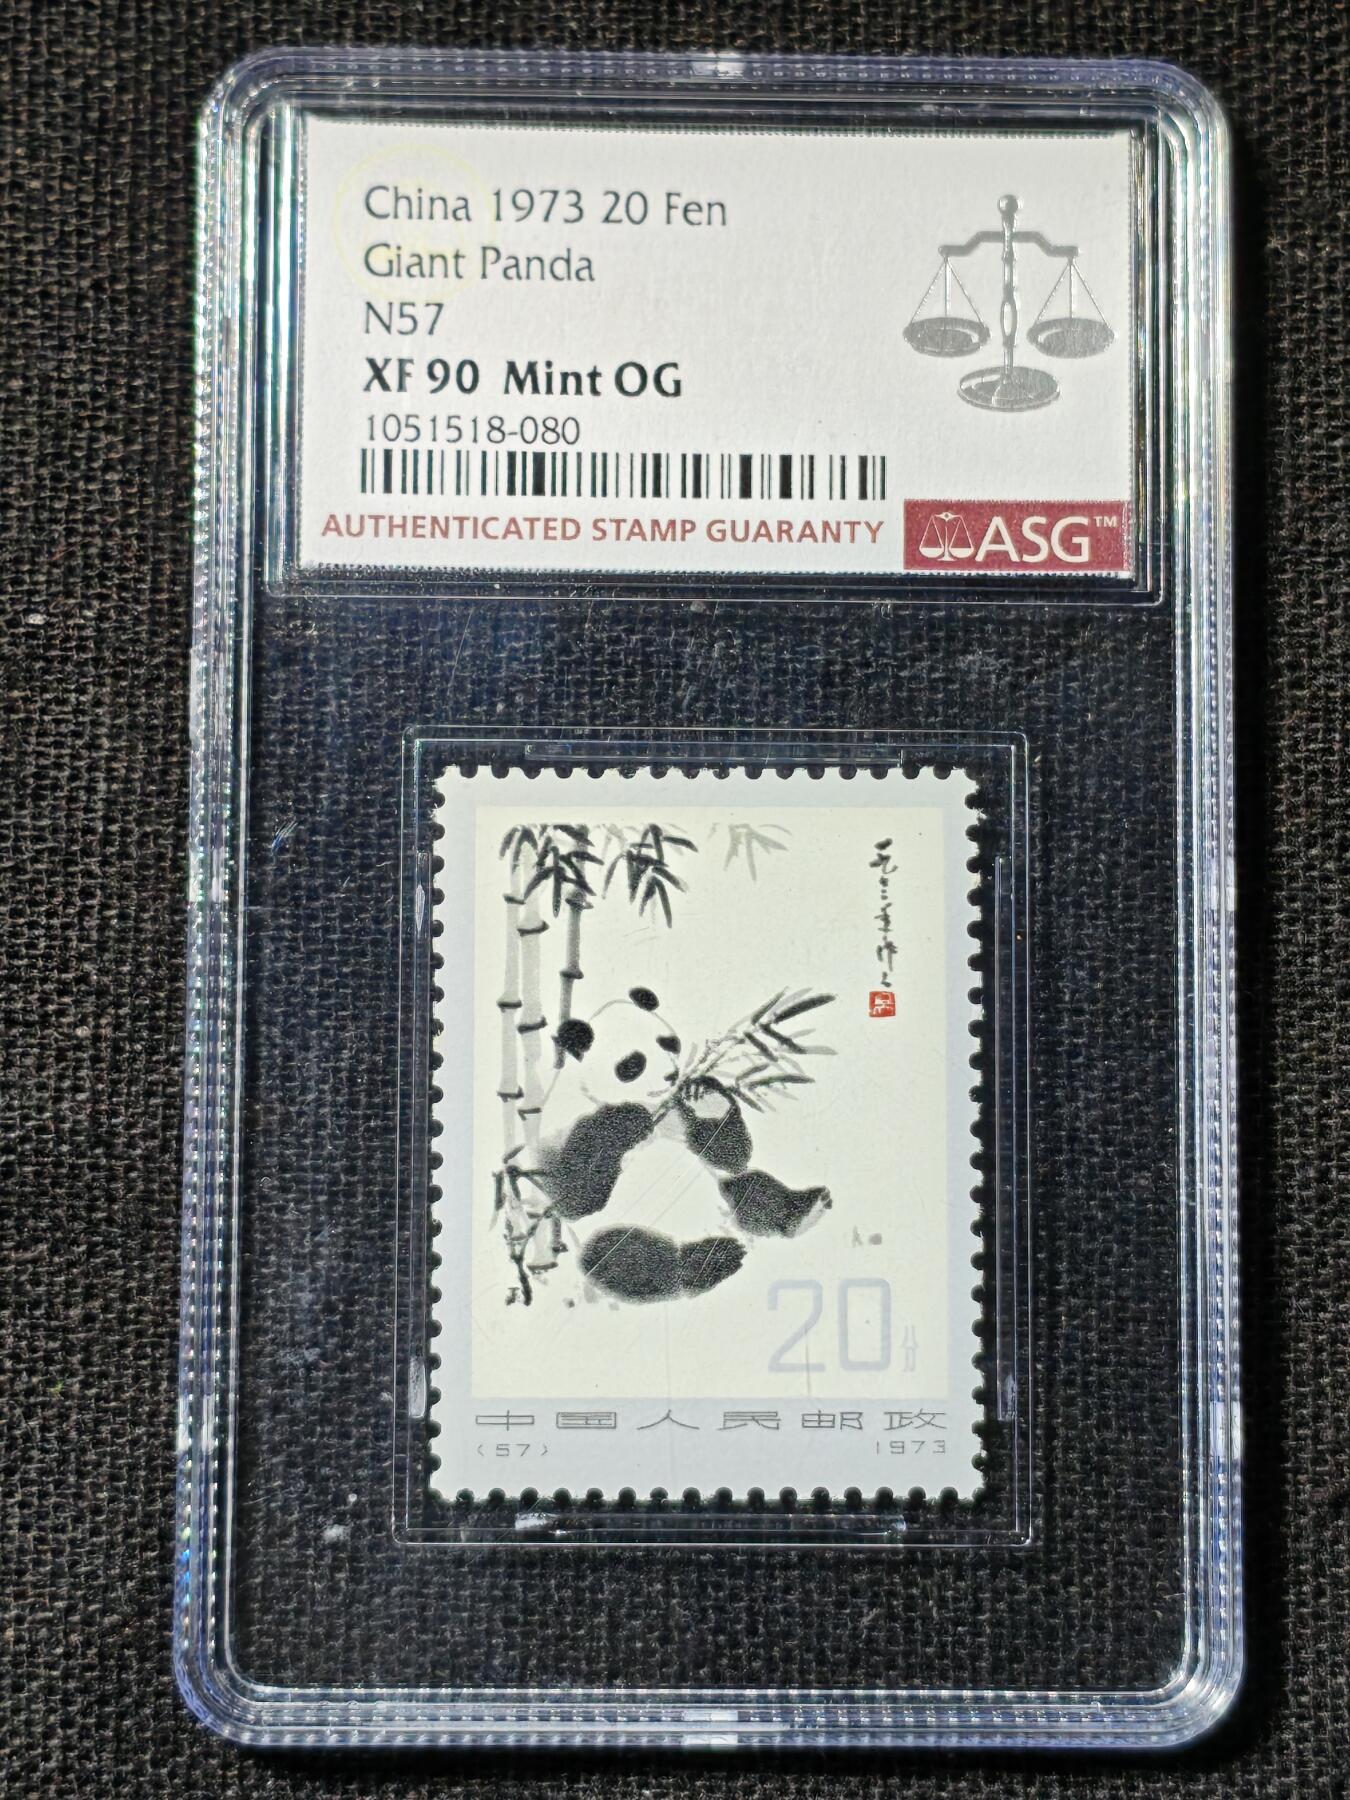 China 1973 20 Fen
Giant Panda
N57
XF 90 Mint OG
1051518-080
AUTHENTICATED STAMP GUARANTY
ASG™
20分
中国人民邮政
(57) 1973